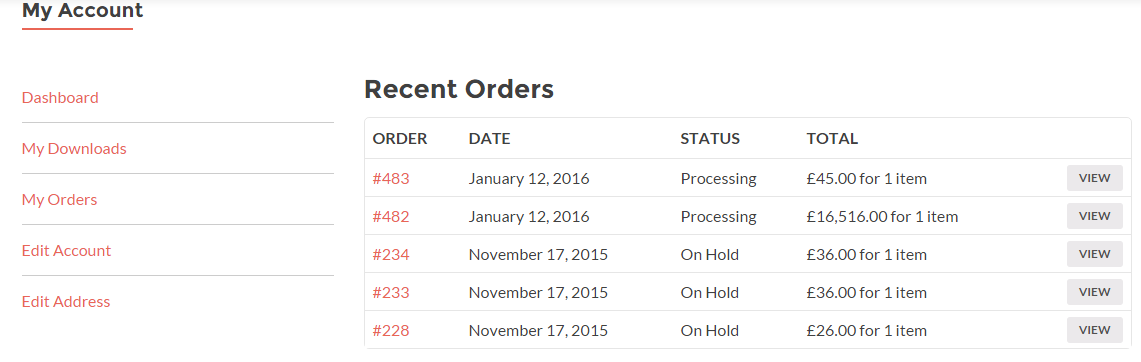 My Account
Dashboard
My Downloads
My Orders
Edit Account
Edit Address
Recent Orders
ORDER DATE STATUS TOTAL
#483 January 12, 2016 Processing £45.00 for 1 item VIEW
#482 January 12, 2016 Processing £16,516.00 for 1 item VIEW
#234 November 17, 2015 On Hold £36.00 for 1 item VIEW
#233 November 17, 2015 On Hold £36.00 for 1 item VIEW
#228 November 17, 2015 On Hold £26.00 for 1 item VIEW